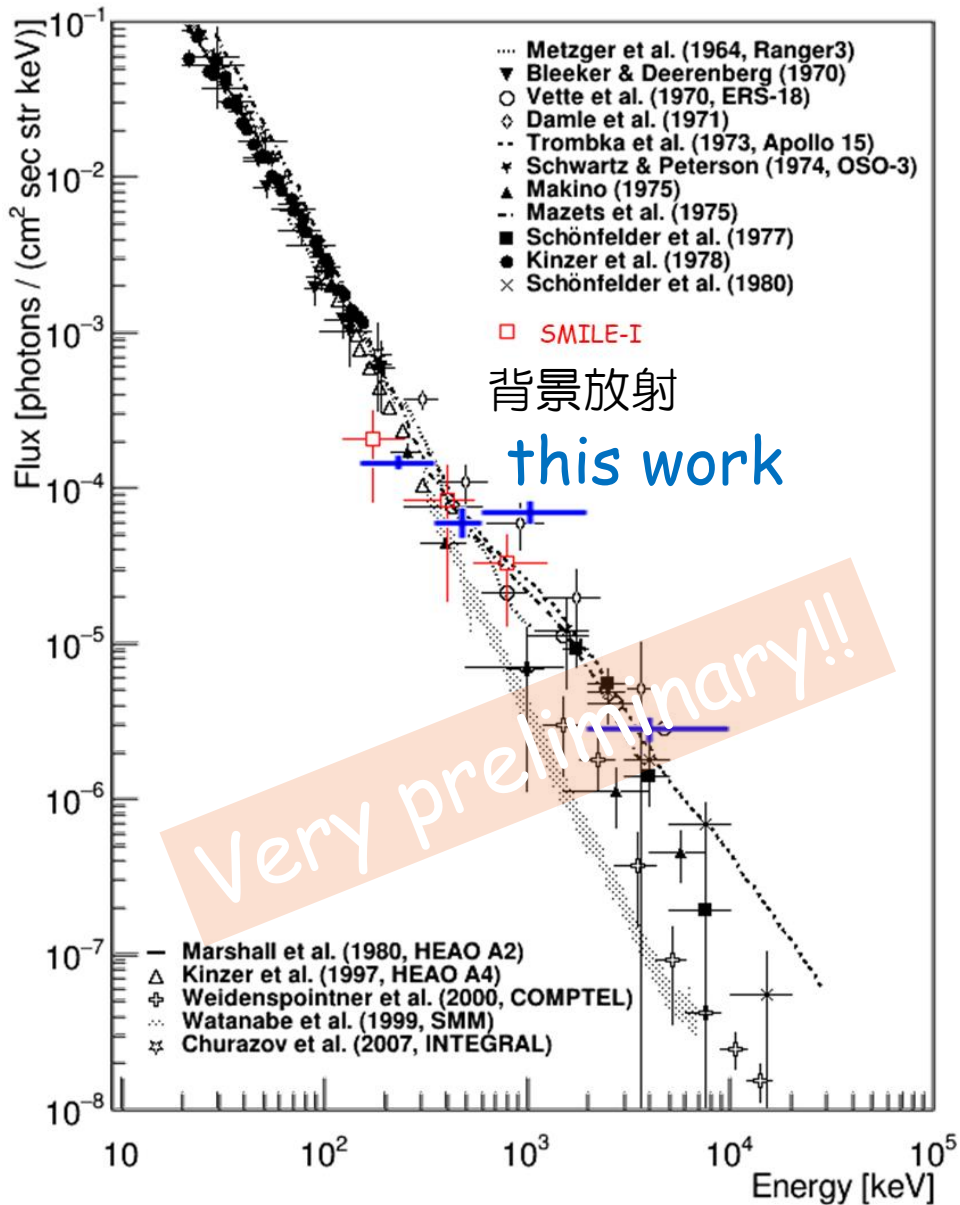 Flux [photons / (cm² sec str keV]
10⁻¹
10⁻²
10⁻³
10⁻⁴
10⁻⁵
10⁻⁶
10⁻⁷
10⁻⁸
Metzger et al. (1964, Ranger3)
Bleeker & Deerenberg (1970)
Vette et al. (1970, ERS-18)
Damle et al. (1971)
Trombka et al. (1973, Apollo 15)
Schwartz & Peterson (1974, OSO-3)
Makino (1975)
Mazets et al. (1975)
Schönfelder et al. (1977)
Kinzer et al. (1978)
Schönfelder et al. (1980)
SMILE-I
背景放射
this work
Very preliminary!!
Marshall et al. (1980, HEAO A2)
Kinzer et al. (1997, HEAO A4)
Weidenspointner et al. (2000, COMPTEL)
Watanabe et al. (1999, SMM)
Churazov et al. (2007, INTEGRAL)
10 10² 10³ 10⁴ 10⁵
Energy [keV]